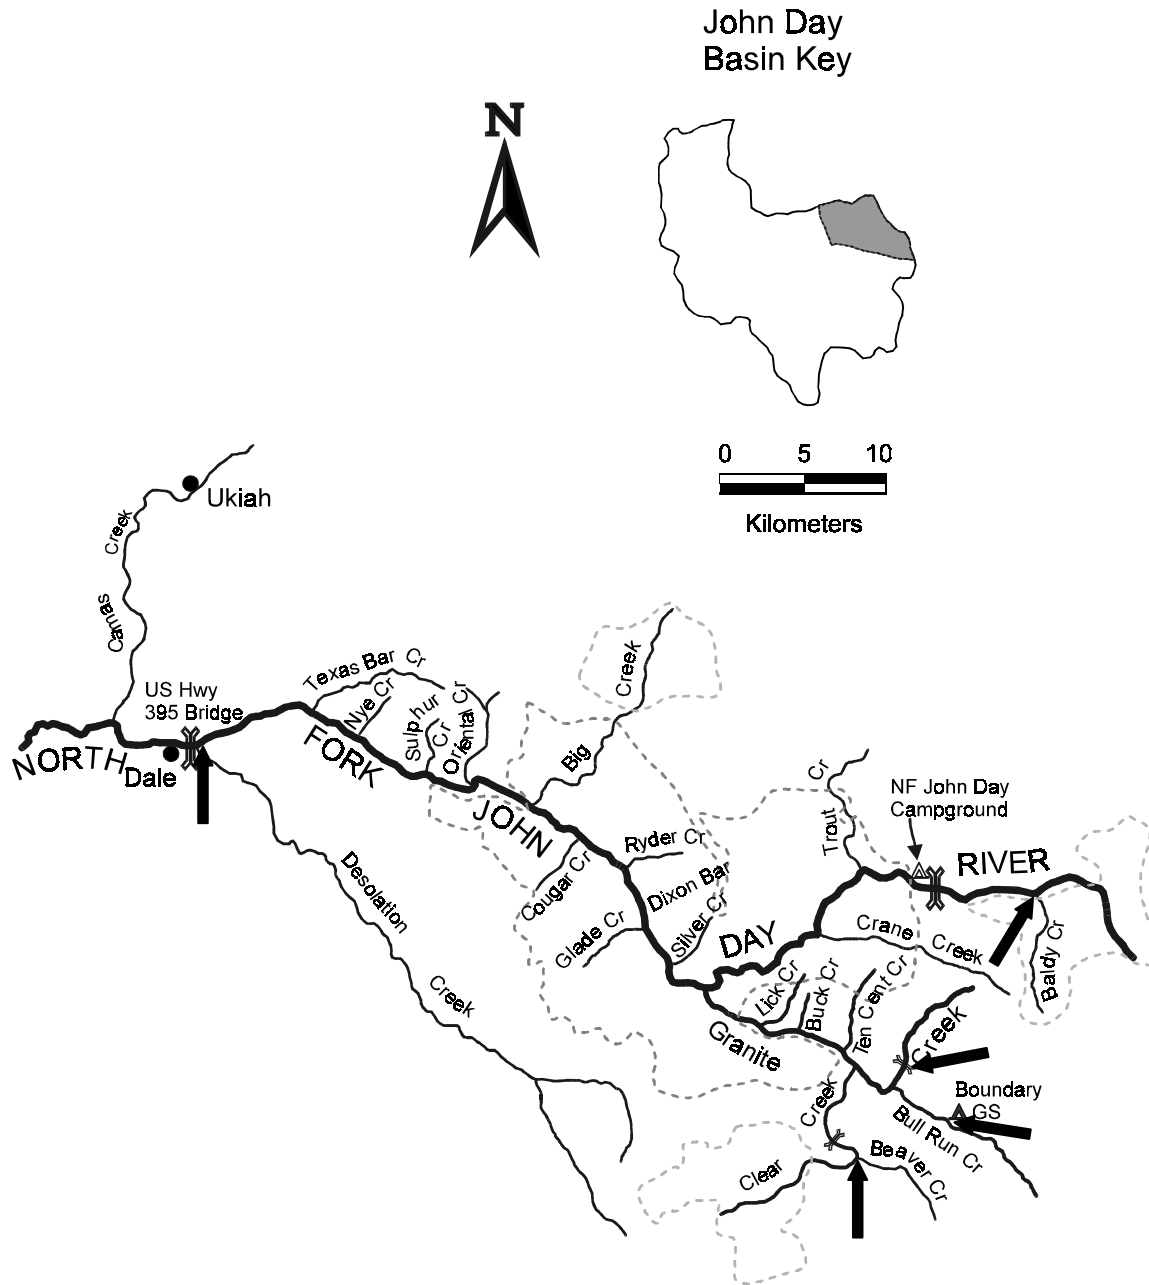 John Day
Basin Key
N
0 5 10
Kilometers
Ukiah
Camas Creek
US Hwy
395 Bridge
Dale
Texas Bar Cr
Nye Cr
Sulphur
Cr
Oriental Cr
Big Creek
NORTH FORK JOHN DAY RIVER
Desolation Creek
Cougar Cr
Ryder Cr
Dixon Bar
Glade Cr
Silver Cr
Trout Cr
NF John Day
Campground
Crane Creek
Baldy Cr
Lick Cr
Buck Cr
Ten Cent Cr
Granite Creek
Boundary
GS
Bull Run Cr
Beaver Cr
Clear Creek